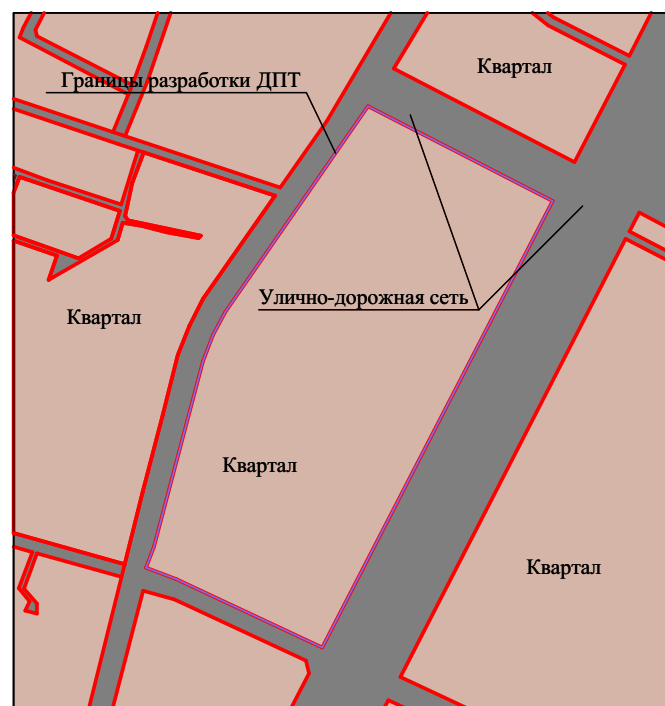 Квартал
Границы разработки ДПТ
Улично-дорожная сеть
Квартал
Квартал
Квартал